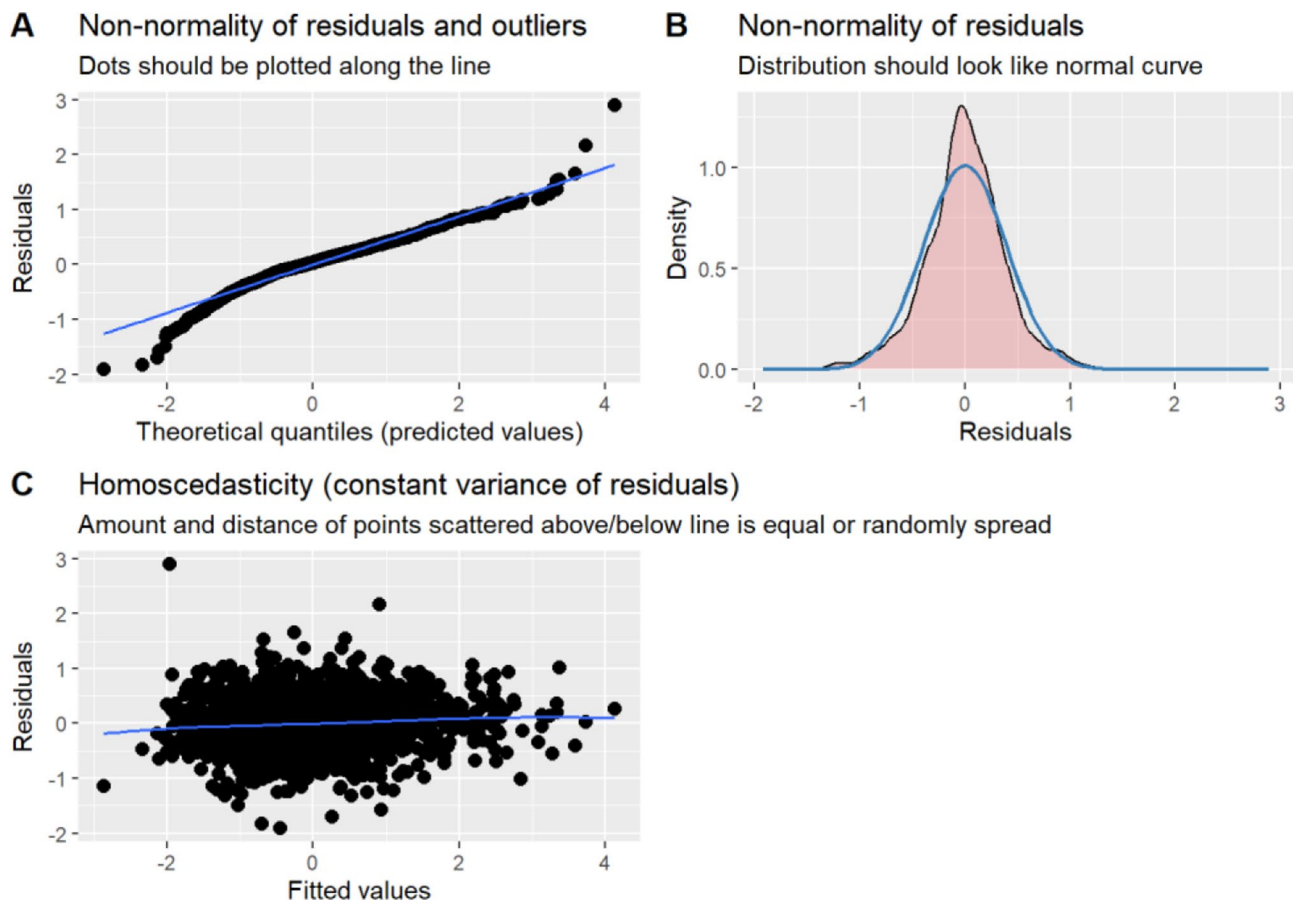 A Non-normality of residuals and outliers
Dots should be plotted along the line
3
2
1
0
-1
-2
Residuals
-2 0 2 4
Theoretical quantiles (predicted values)
B Non-normality of residuals
Distribution should look like normal curve
1.0
0.5
0.0
Density
-2 -1 0 1 2 3
Residuals
C Homoscedasticity (constant variance of residuals)
Amount and distance of points scattered above/below line is equal or randomly spread
3
2
1
0
-1
-2
Residuals
-2 0 2 4
Fitted values